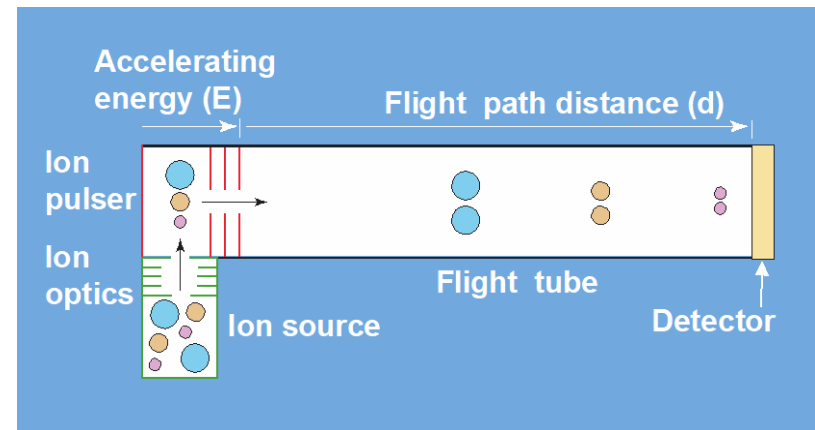 Accelerating
energy (E)
Flight path distance (d)
Ion
pulser
Ion
optics
Flight tube
Ion source
Detector